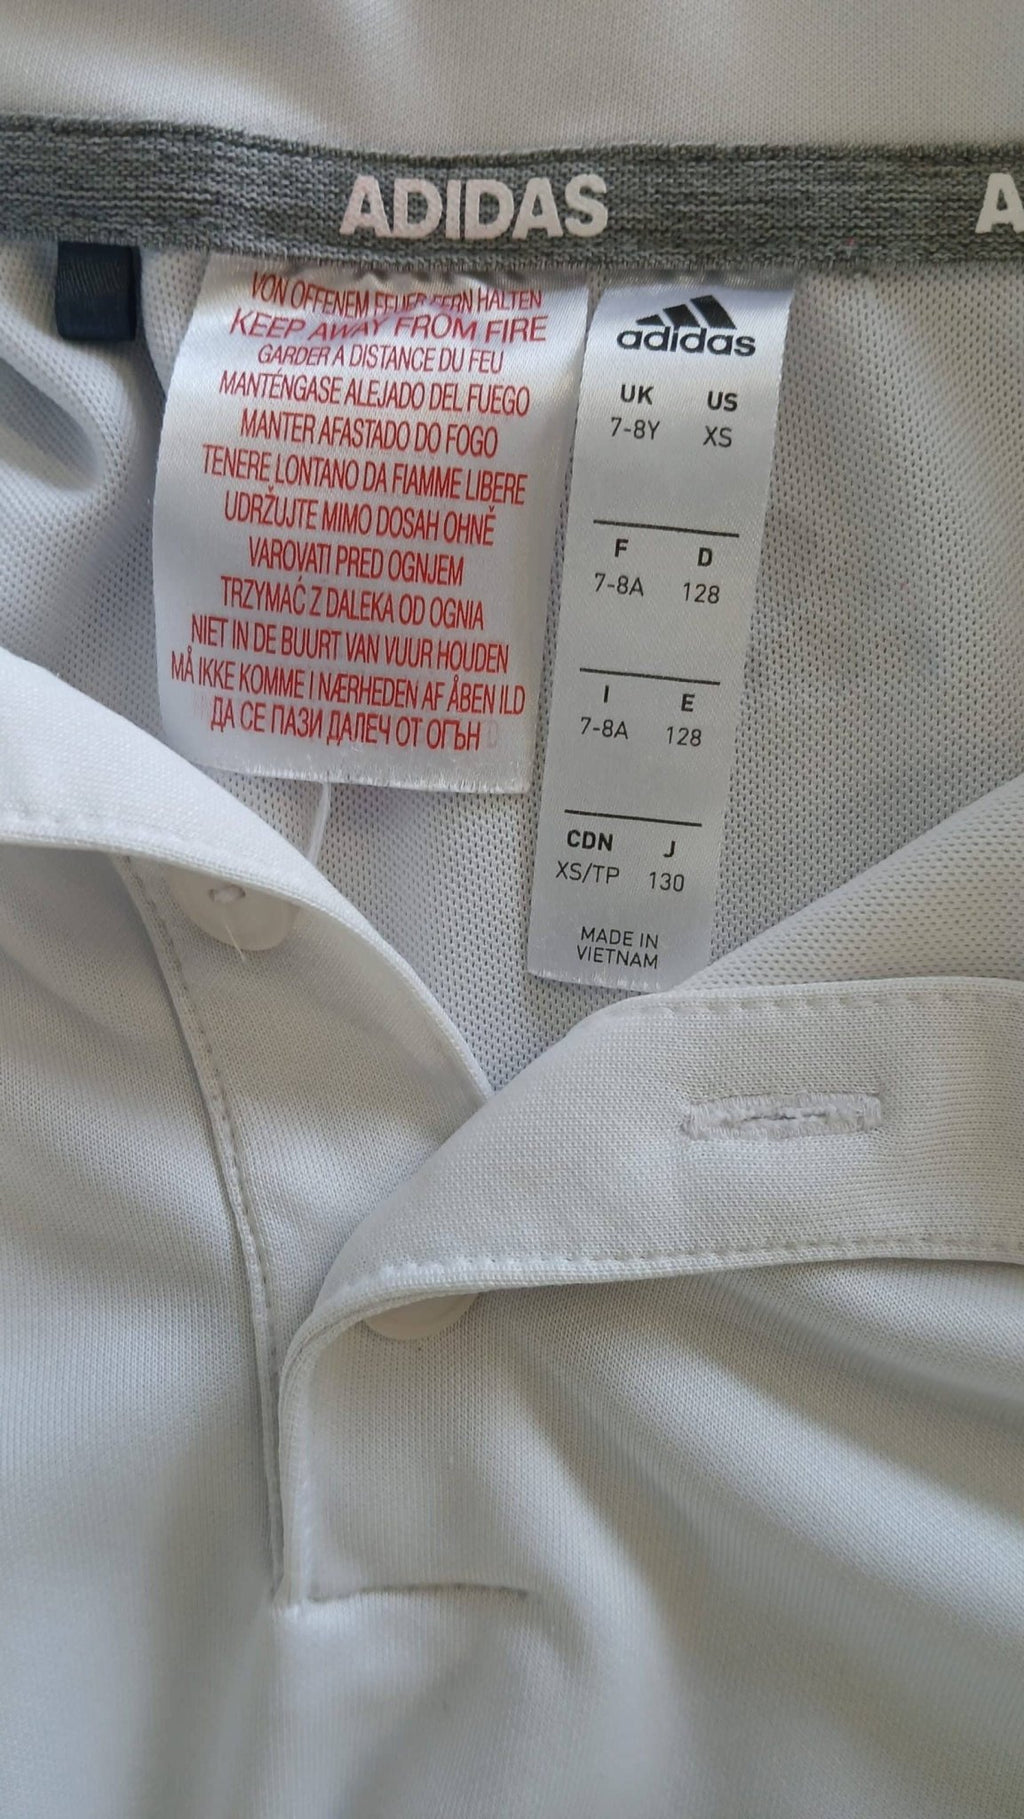 ADIDAS
A
VON OFFENEM FEUER FERN HALTEN
KEEP AWAY FROM FIRE
GARDER A DISTANCE DU FEU
MANTÉNGASE ALEJADO DEL FUEGO
MANTER AFASTADO DO FOGO
TENERE LONTANO DA FIAMME LIBERE
UDRŽUJTE MIMO DOSAH OHNĚ
VAROVATI PRED OGNJEM
TRZYMAĆ Z DALEKA OD OGNIA
NIET IN DE BUURT VAN VUUR HOUDEN
MÅ IKKE KOMME I NÆRHEDEN AF ÅBEN ILD
ДА СЕ ПАЗИ ДАЛЕЧ ОТ ОГЪН
adidas
UK US
7-8Y XS
F D
7-8A 128
I E
7-8A 128
CDN J
XS/TP 130
MADE IN
VIETNAM